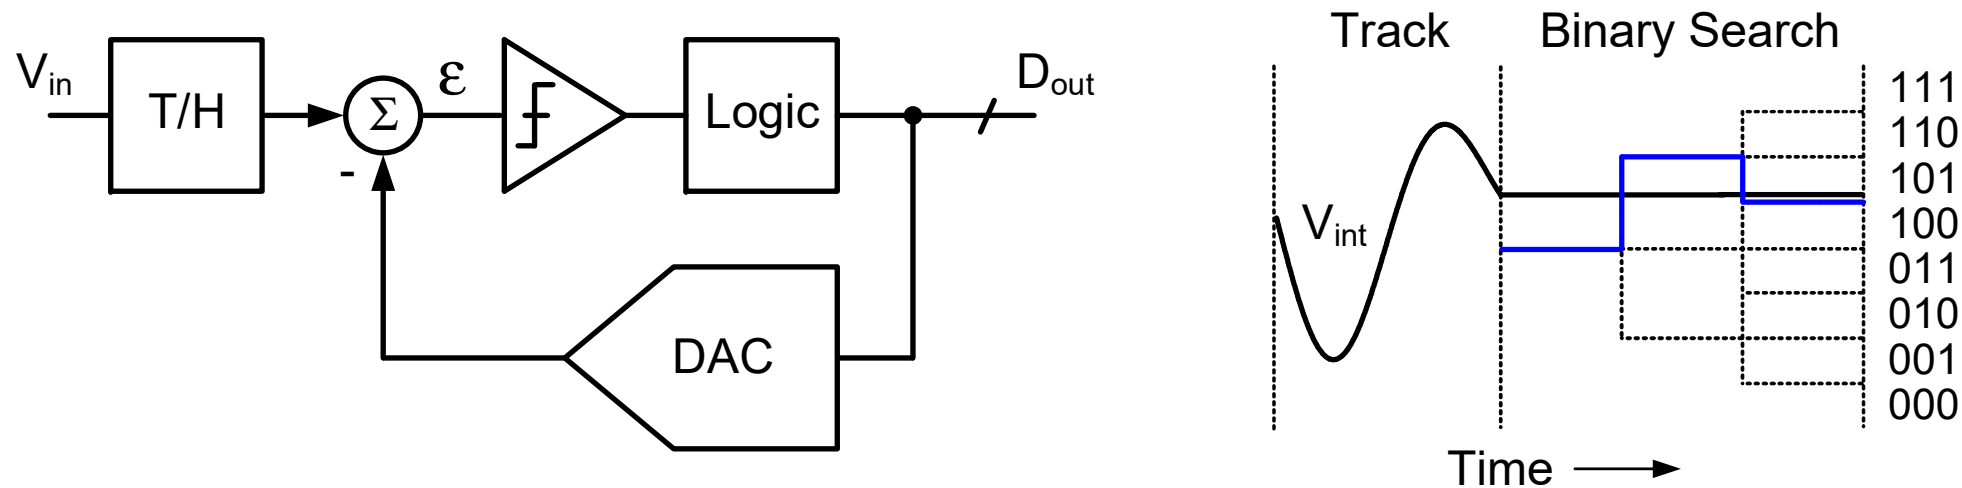 Track
Binary Search
Vin
T/H
Σ
ε
Logic
Dout
-
DAC
Vint
111
110
101
100
011
010
001
000
Time